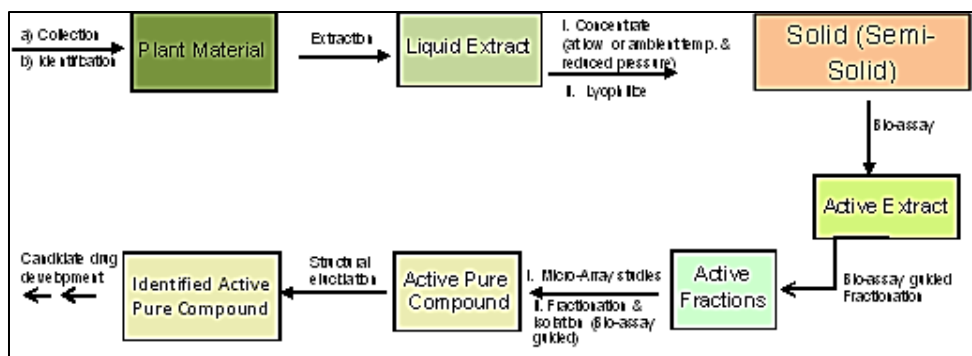 a) Collection
b) Identification
Plant Material
Extraction
Liquid Extract
I. Concentrate
(at low or ambient temp. &
reduced pressure)
II. Lyophilize
Solid (Semi-
Solid)
Bio-assay
Active Extract
Bio-assay guided
Fractionation
Active
Fractions
I. Micro-Array studies
II. Fractionation &
Isolation (Bio-assay
guided)
Active Pure
Compound
Structural
elucidation
Identified Active
Pure Compound
Candidate drug
development